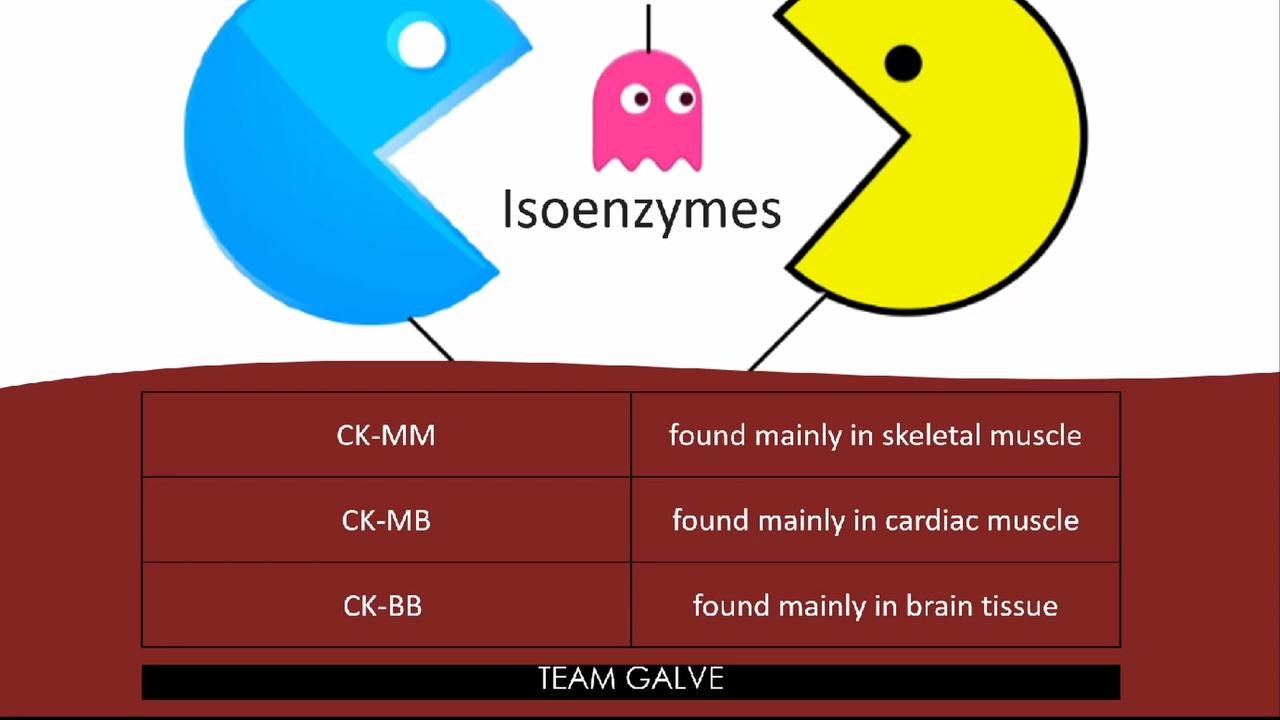 Isoenzymes
CK-MM found mainly in skeletal muscle
CK-MB found mainly in cardiac muscle
CK-BB found mainly in brain tissue
TEAM GALVE